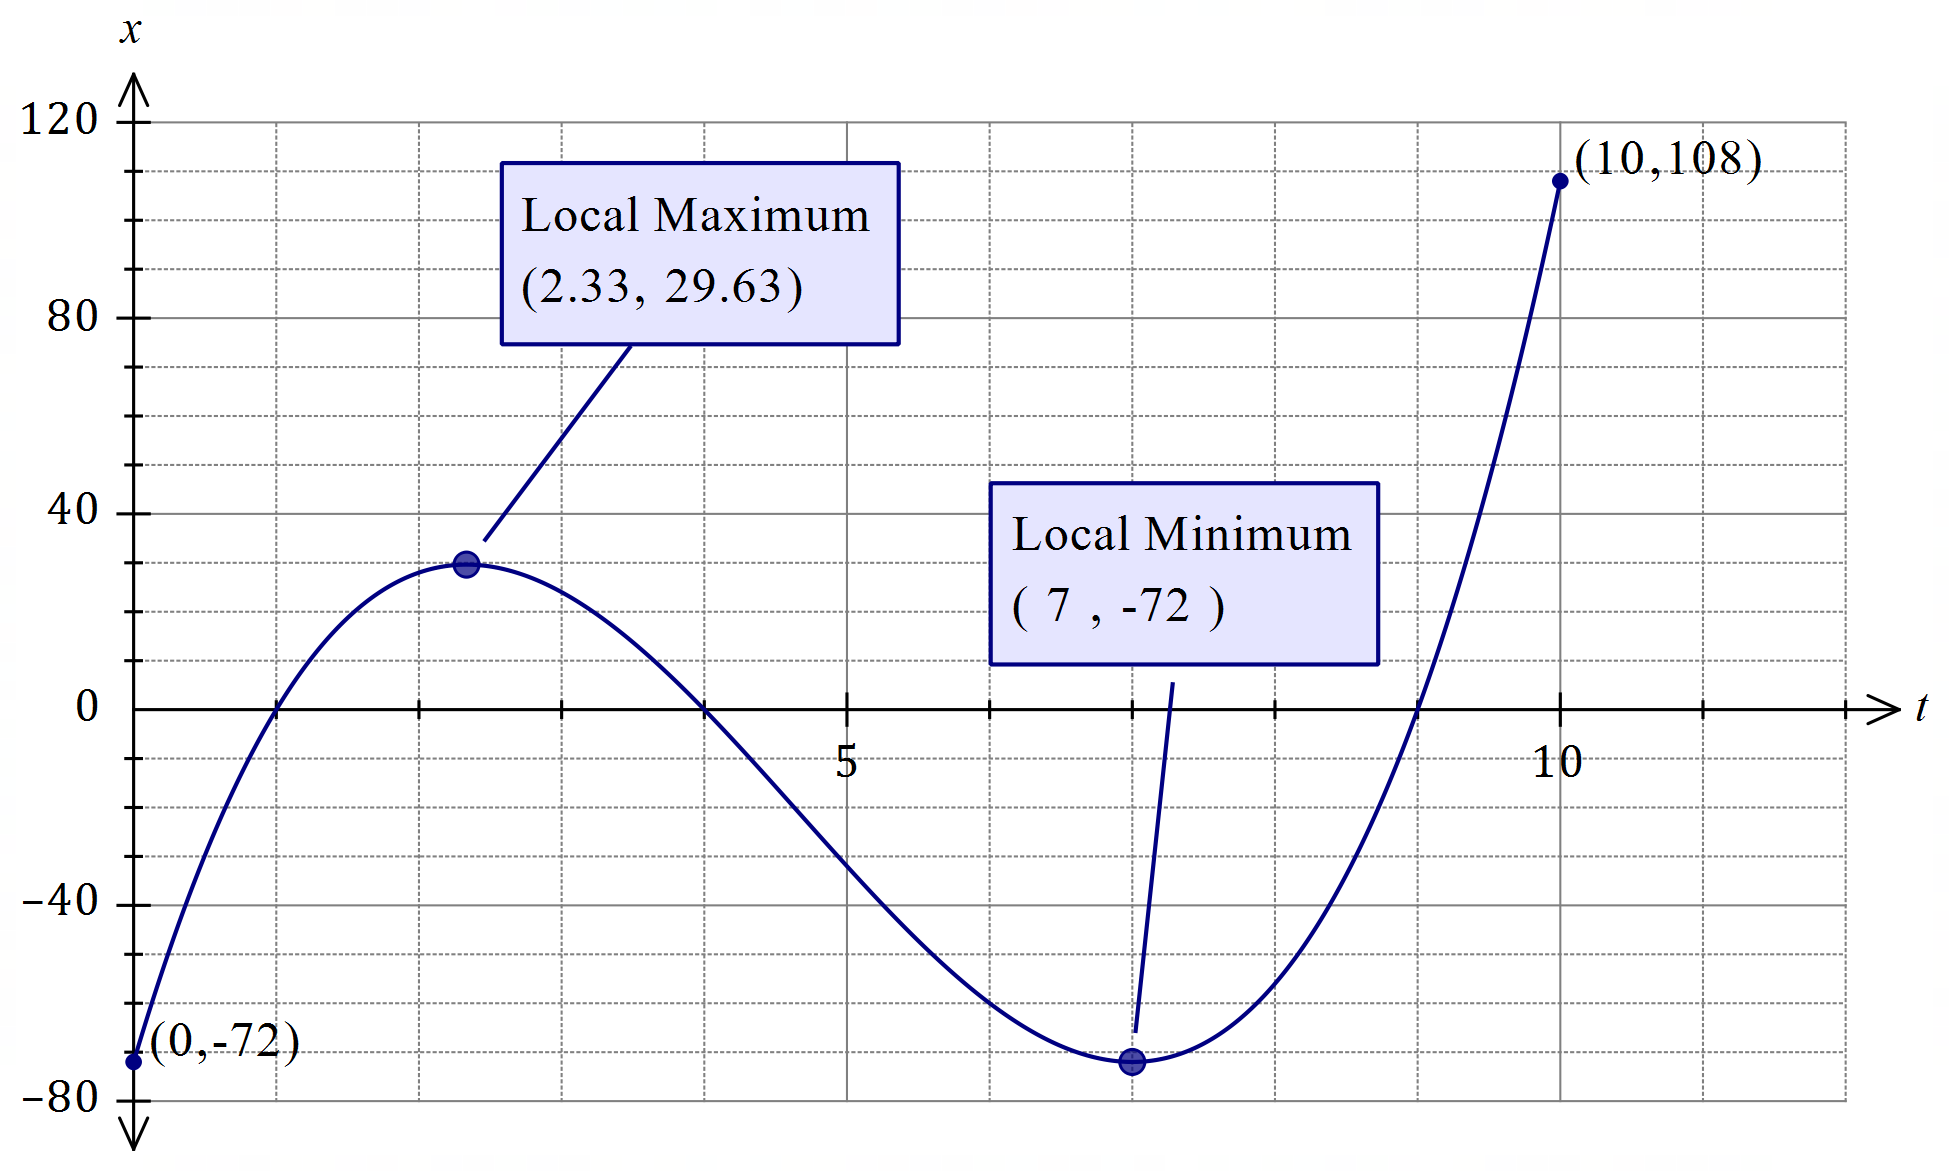 x
120
(10,108)
Local Maximum
(2.33, 29.63)
80
40
Local Minimum
( 7 , -72 )
0
t
5
10
−40
(0,-72)
−80